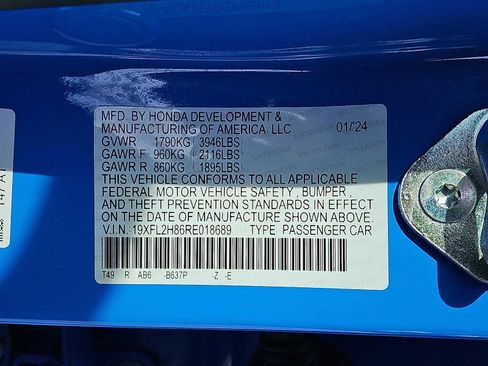 MFD. BY HONDA DEVELOPMENT &
MANUFACTURING OF AMERICA, LLC 01/'24
GVWR 1790KG (3946LBS)
GAWR F 960KG (2116LBS)
GAWR R 860KG (1895LBS)
THIS VEHICLE CONFORMS TO ALL APPLICABLE
FEDERAL MOTOR VEHICLE SAFETY, BUMPER,
AND THEFT PREVENTION STANDARDS IN EFFECT
ON THE DATE OF MANUFACTURE SHOWN ABOVE.
V.I.N.: 19XFL2H86RE018689 TYPE PASSENGER CAR
T49 R AB6 -B637P -Z -E